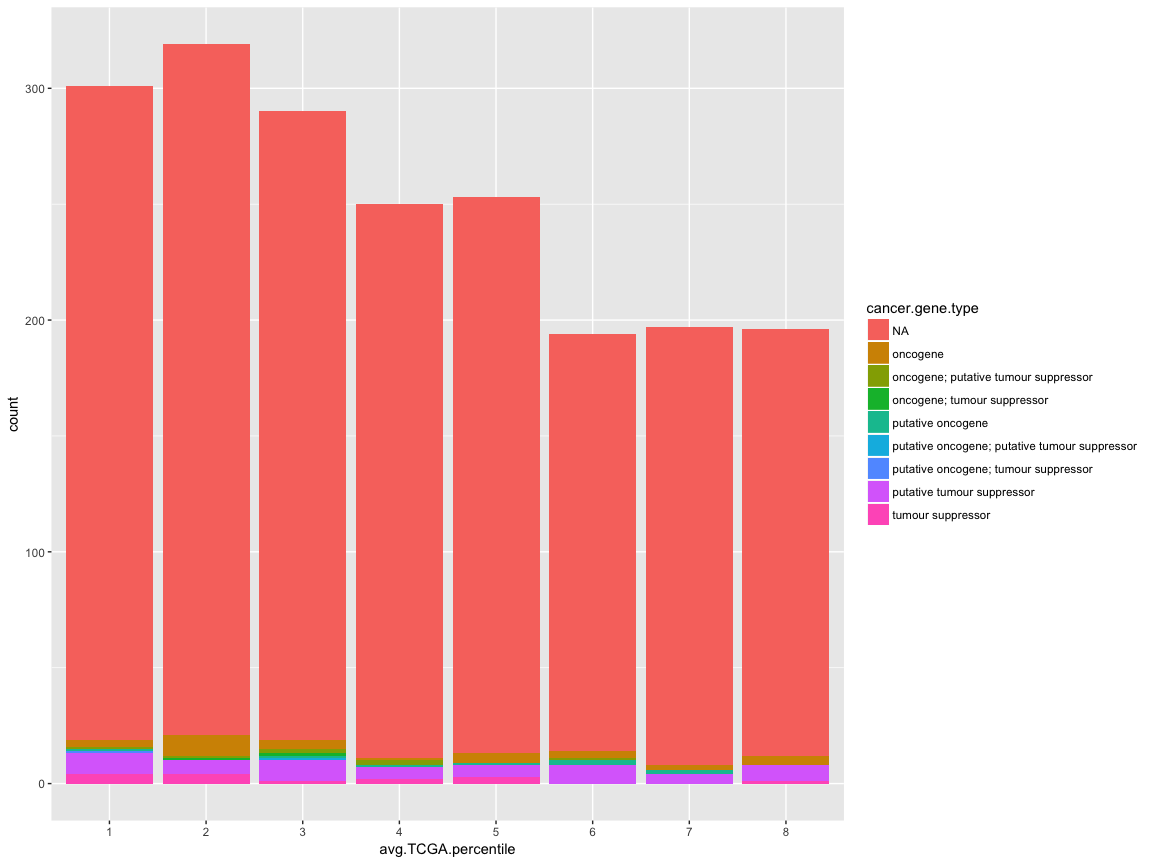 300
200
100
0
count
1 2 3 4 5 6 7 8
avg.TCGA.percentile
cancer.gene.type
NA
oncogene
oncogene; putative tumour suppressor
oncogene; tumour suppressor
putative oncogene
putative oncogene; putative tumour suppressor
putative oncogene; tumour suppressor
putative tumour suppressor
tumour suppressor